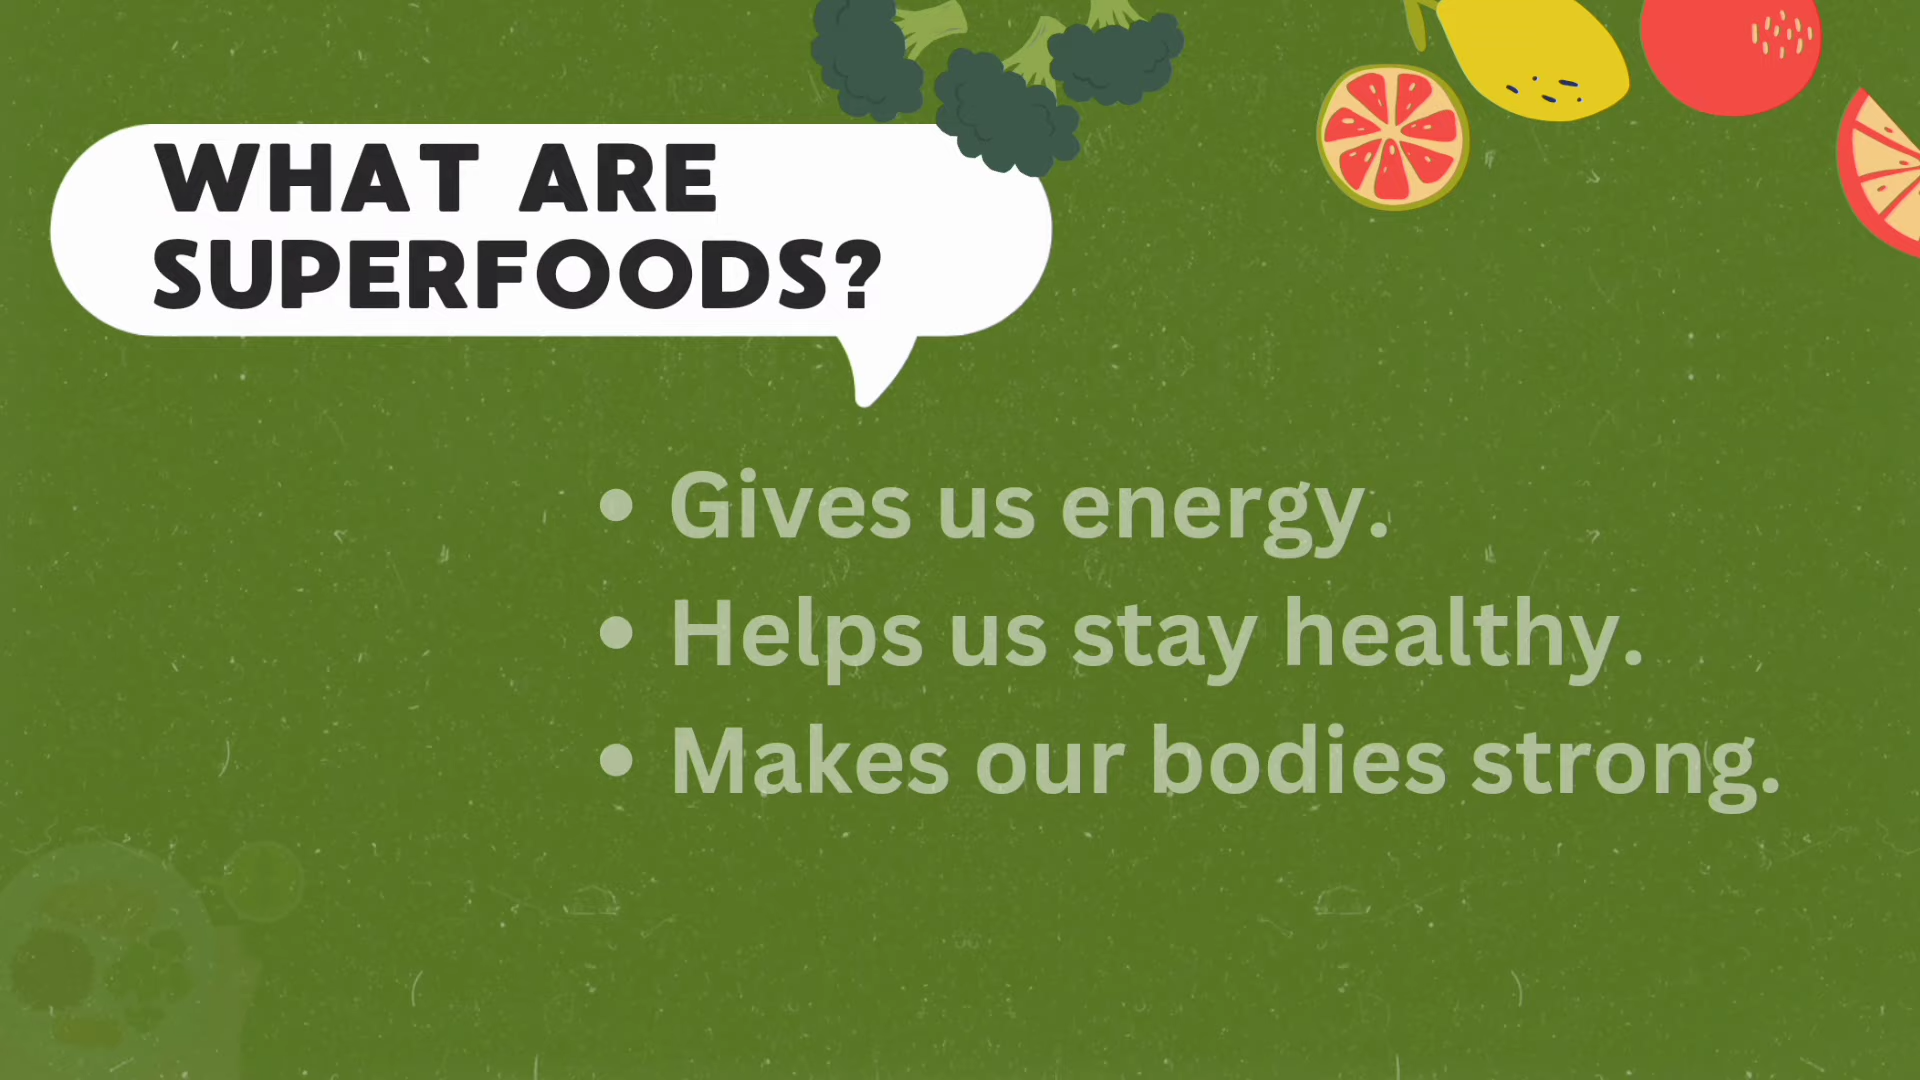 WHAT ARE
SUPERFOODS?
• Gives us energy.
• Helps us stay healthy.
• Makes our bodies strong.